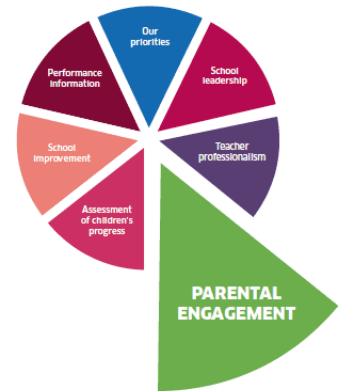 Our
priorities
School
leadership
Teacher
professionalism
PARENTAL
ENGAGEMENT
Assessment
of children's
progress
School
improvement
Performance
information